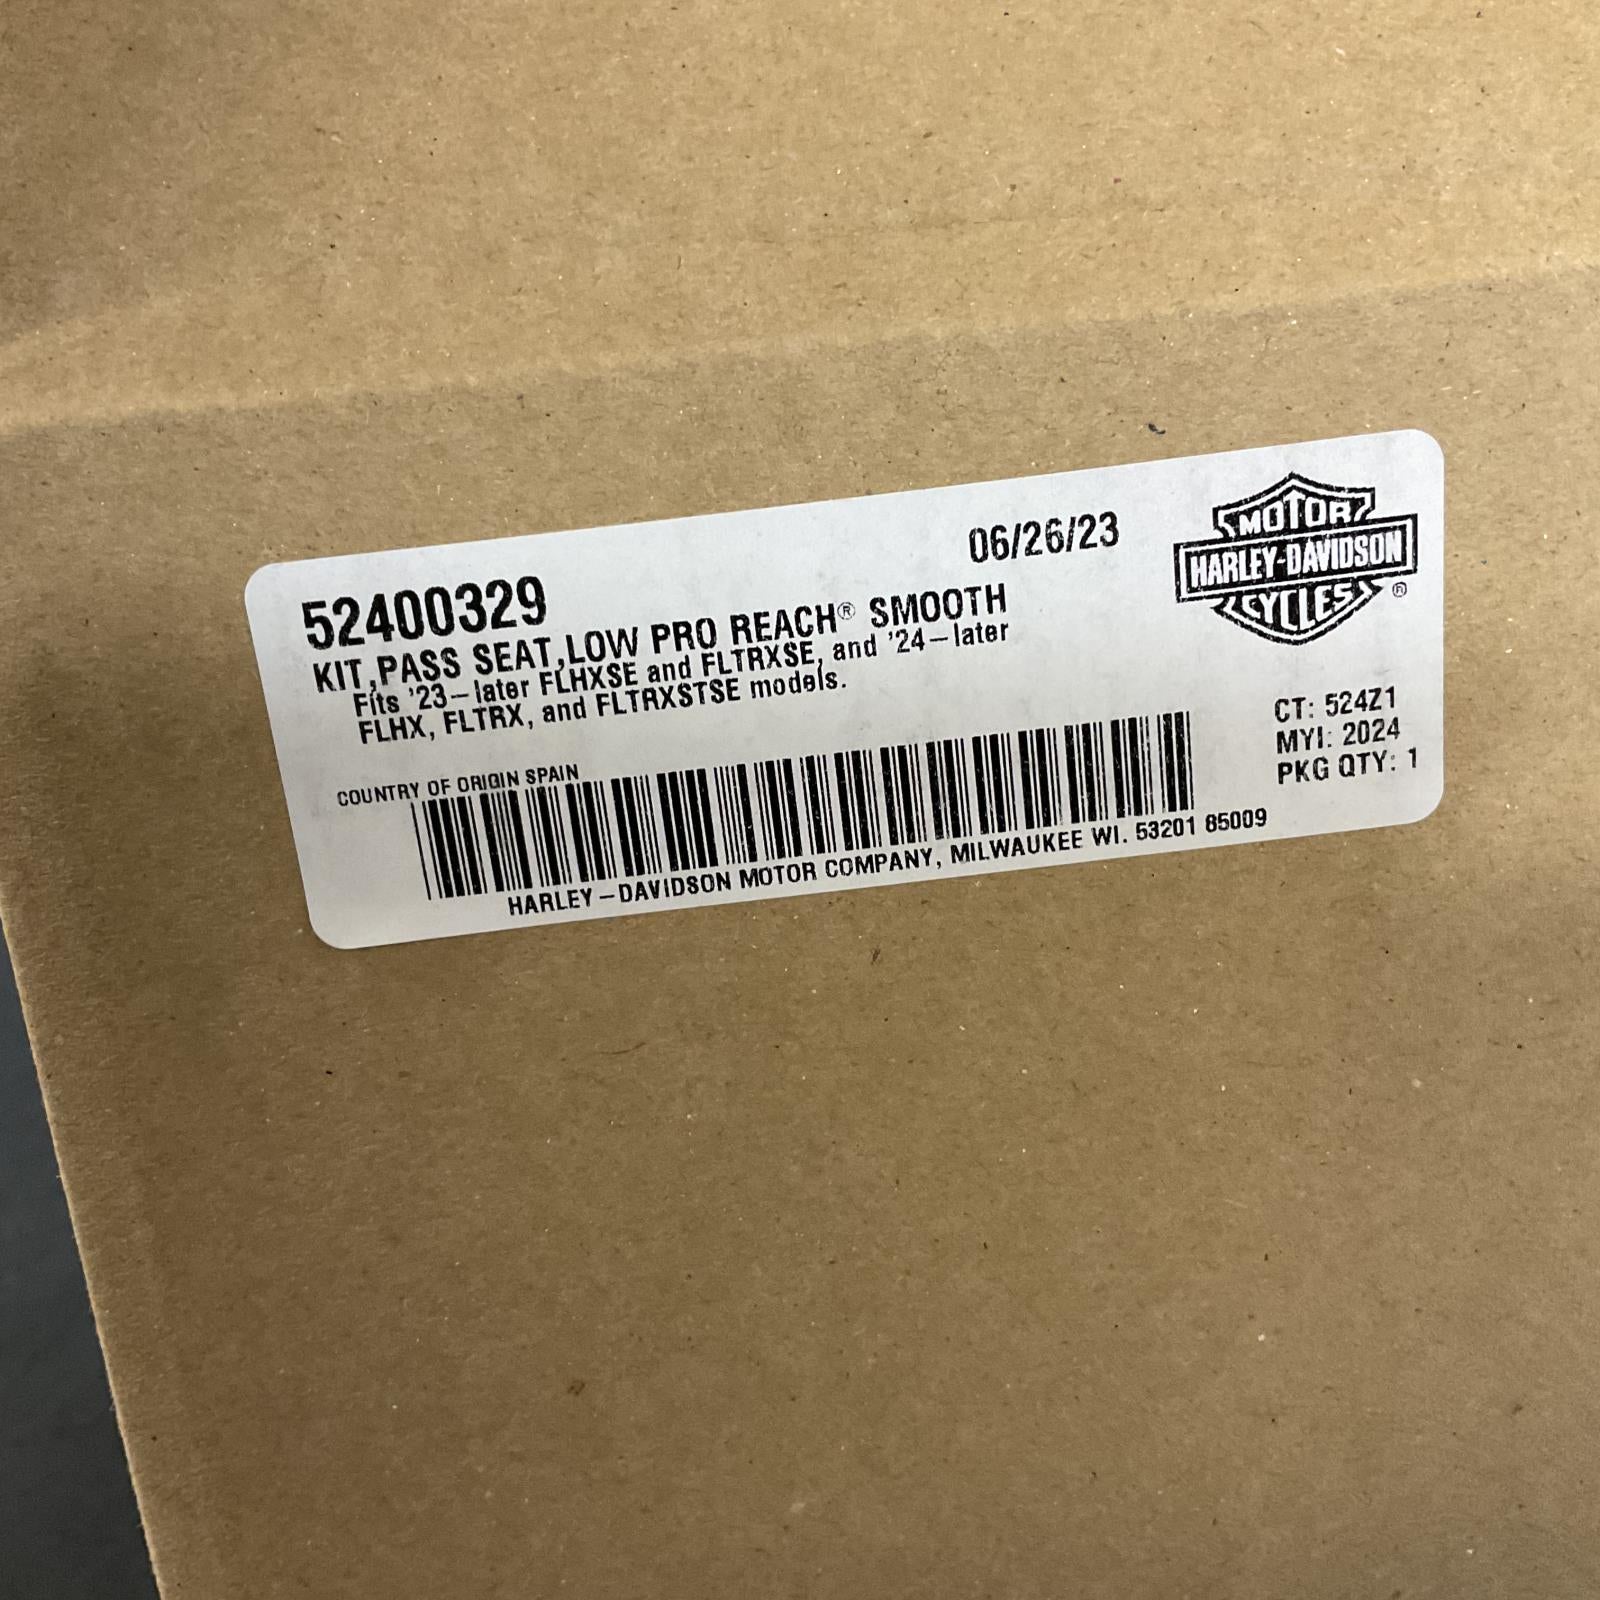 06/26/23
MOTOR
HARLEY-DAVIDSON
CYCLES
®
52400329
KIT,PASS SEAT,LOW PRO REACH® SMOOTH
Fits '23-later FLHXSE and FLTRXSE, and '24-later
FLHX, FLTRX, and FLTRXSTSE models.
CT: 524Z1
MYI: 2024
PKG QTY: 1
COUNTRY OF ORIGIN SPAIN
HARLEY-DAVIDSON MOTOR COMPANY, MILWAUKEE WI. 53201 85009